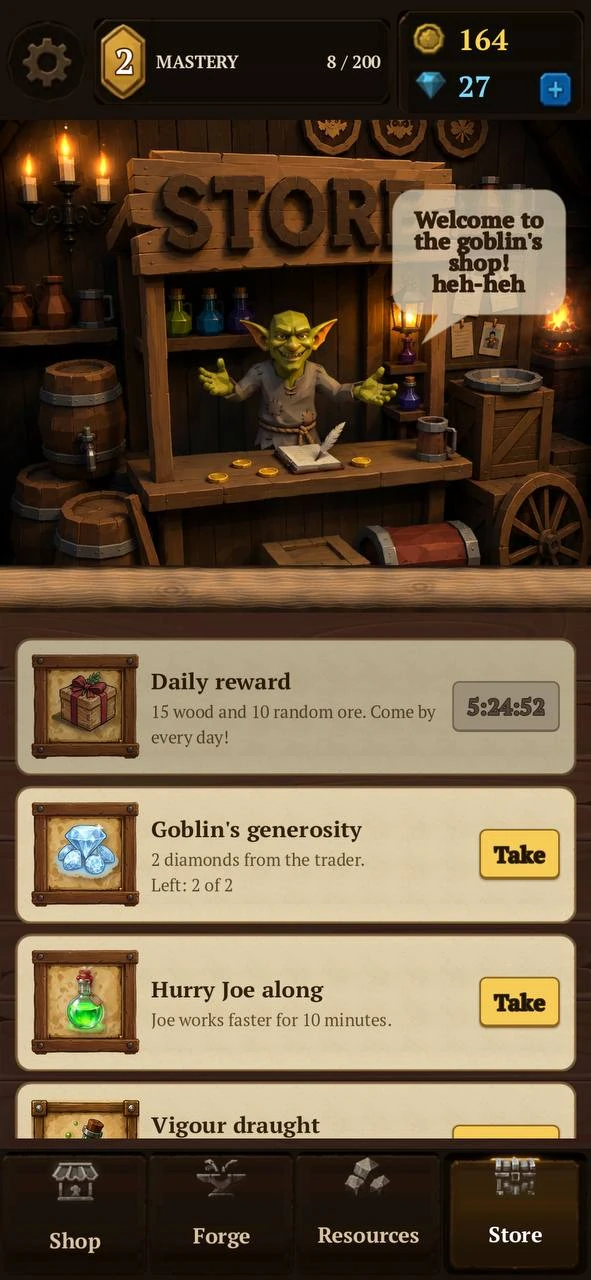 2
MASTERY
8 / 200
164
27
STORE
Welcome to
the goblin's
shop!
heh-heh
Daily reward
15 wood and 10 random ore. Come by
every day!
5:24:52
Goblin's generosity
2 diamonds from the trader.
Left: 2 of 2
Take
Hurry Joe along
Joe works faster for 10 minutes.
Take
Vigour draught
Shop
Forge
Resources
Store